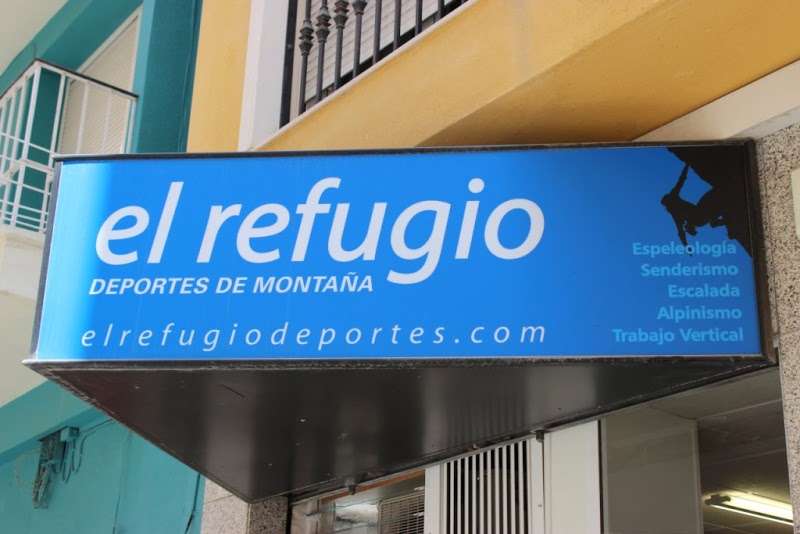 el refugio
DEPORTES DE MONTAÑA
elrefugiodeportes.com
Espeleología
Senderismo
Escalada
Alpinismo
Trabajo Vertical